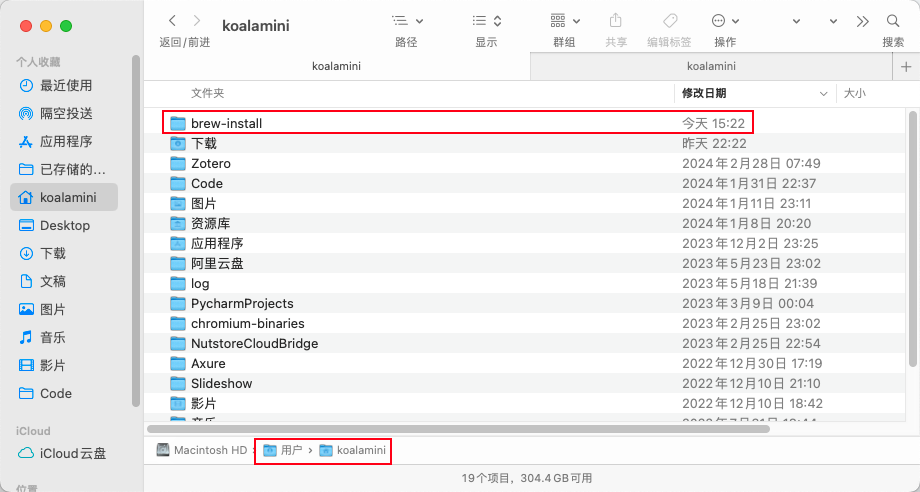 koalamini
返回/前进
路径
显示
群组
共享
编辑标签
操作
搜索
个人收藏
最近使用
隔空投送
应用程序
已存储的...
koalamini
Desktop
下载
文稿
图片
音乐
影片
Code
iCloud
iCloud云盘
位置
koalamini koalamini
文件夹 修改日期 大小
brew-install 今天 15:22
下载 昨天 22:22
Zotero 2024年2月28日 07:49
Code 2024年1月31日 22:37
图片 2024年1月11日 23:11
资源库 2024年1月8日 20:20
应用程序 2023年12月2日 23:25
阿里云盘 2023年5月23日 23:02
log 2023年5月18日 21:39
PycharmProjects 2023年3月9日 00:04
chromium-binaries 2023年2月25日 23:02
NutstoreCloudBridge 2023年2月25日 22:54
Axure 2022年12月30日 17:19
Slideshow 2022年12月10日 21:10
影片 2022年12月10日 18:42
Macintosh HD › 用户 › koalamini
19个项目，304.4 GB可用